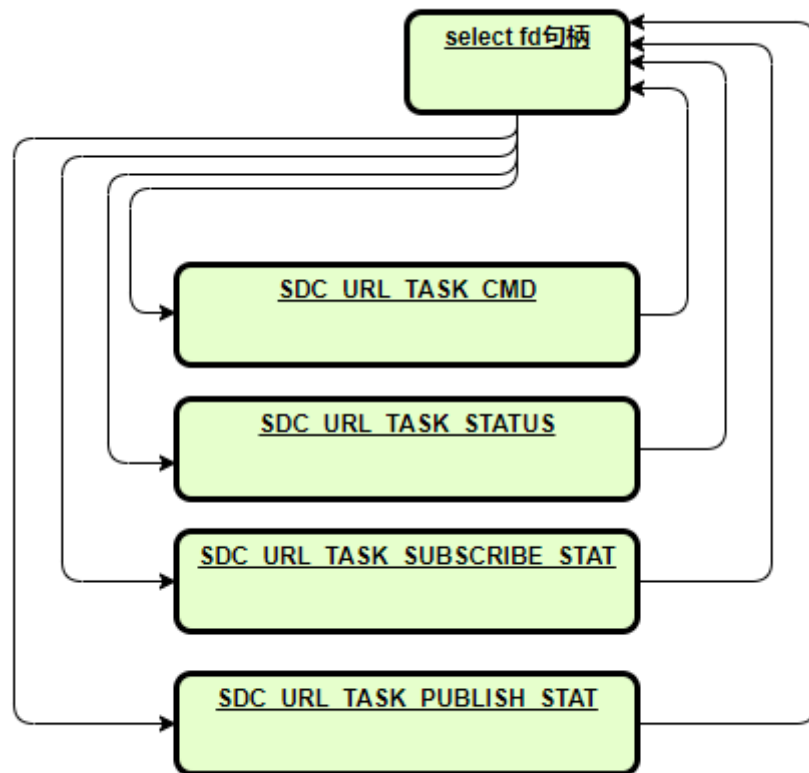 select fd句柄
SDC_URL_TASK_CMD
SDC_URL_TASK_STATUS
SDC_URL_TASK_SUBSCRIBE_STAT
SDC_URL_TASK_PUBLISH_STAT